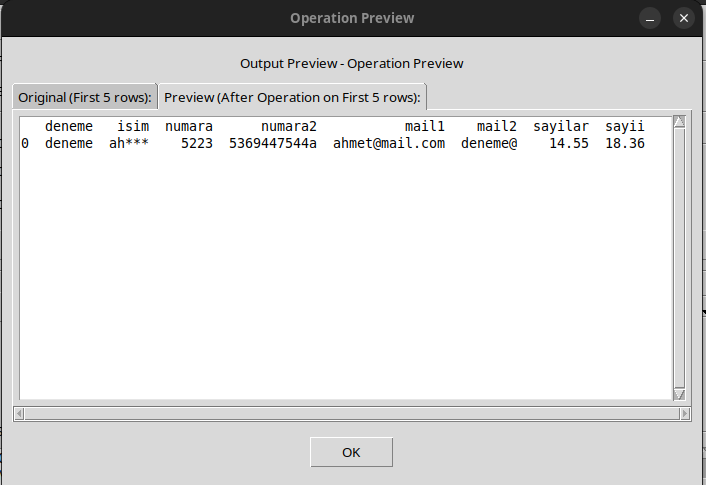 Operation Preview
Output Preview - Operation Preview
Original (First 5 rows): Preview (After Operation on First 5 rows):
deneme isim numara numara2 mail1 mail2 sayilar sayii
0 deneme ah*** 5223 5369447544a ahmet@mail.com deneme@ 14.55 18.36
OK